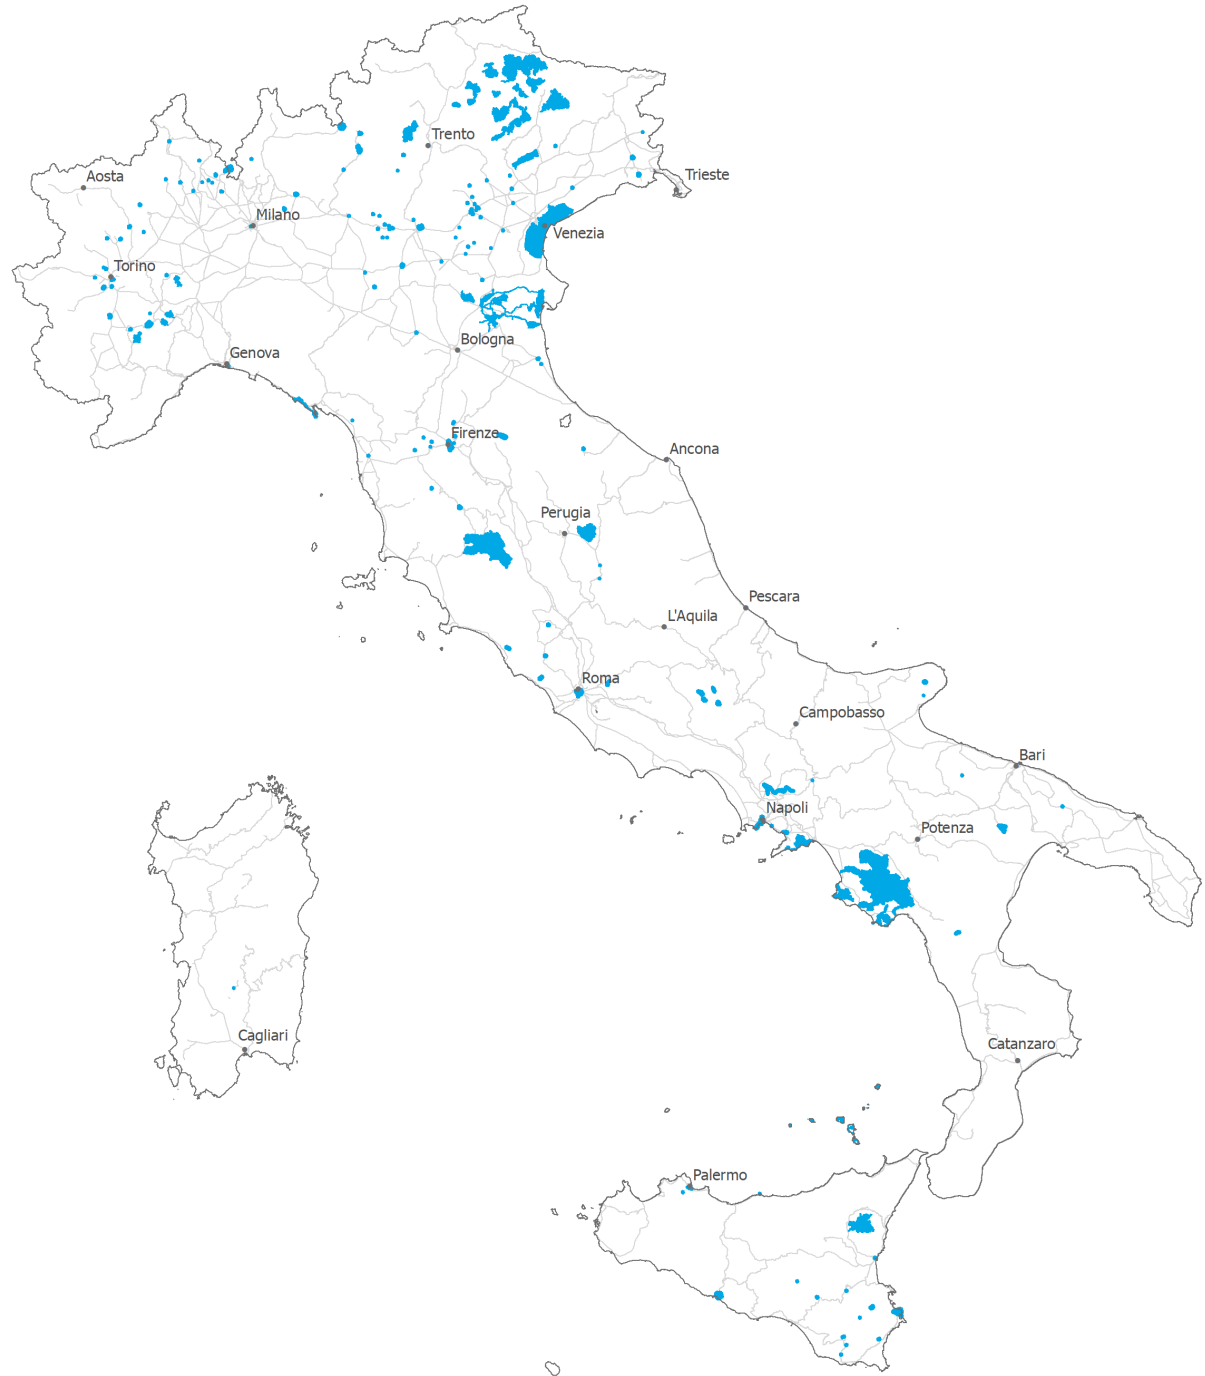 Trento
Aosta
Trieste
Milano
Venezia
Torino
Bologna
Genova
Firenze
Ancona
Perugia
Pescara
L'Aquila
Roma
Campobasso
Bari
Napoli
Potenza
Cagliari
Catanzaro
Palermo